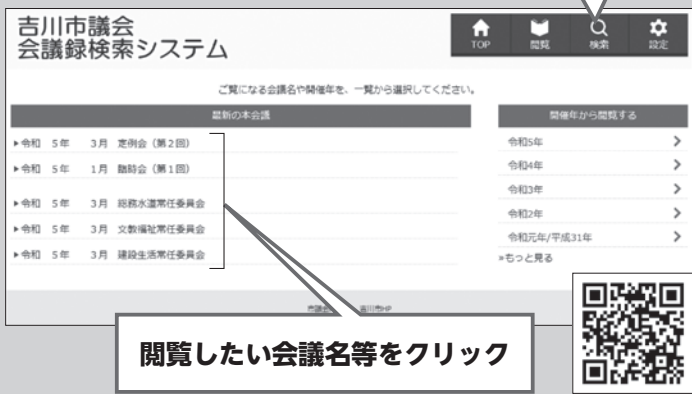 吉川市議会
会議録検索システム
TOP
閲覧
検索
設定
ご覧になる会議名や開催年を、一覧から選択してください。
最新の本会議
▶令和 5年 3月 定例会（第2回）
▶令和 5年 1月 臨時会（第1回）
▶令和 5年 3月 総務水道常任委員会
▶令和 5年 3月 文教福祉常任委員会
▶令和 5年 3月 建設生活常任委員会
開催年から閲覧する
令和5年
令和4年
令和3年
令和2年
令和元年/平成31年
»もっと見る
吉川市HP
閲覧したい会議名等をクリック